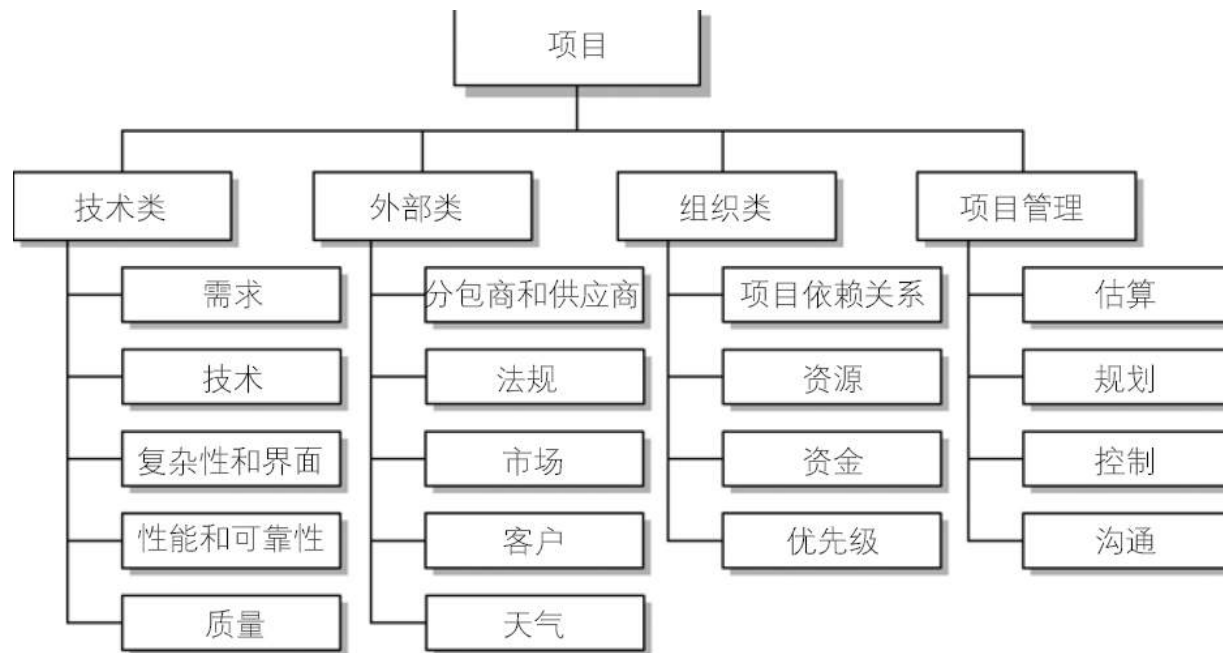 项目
技术类
外部类
组织类
项目管理
需求
分包商和供应商
项目依赖关系
估算
技术
法规
资源
规划
复杂性和界面
市场
资金
控制
性能和可靠性
客户
优先级
沟通
质量
天气